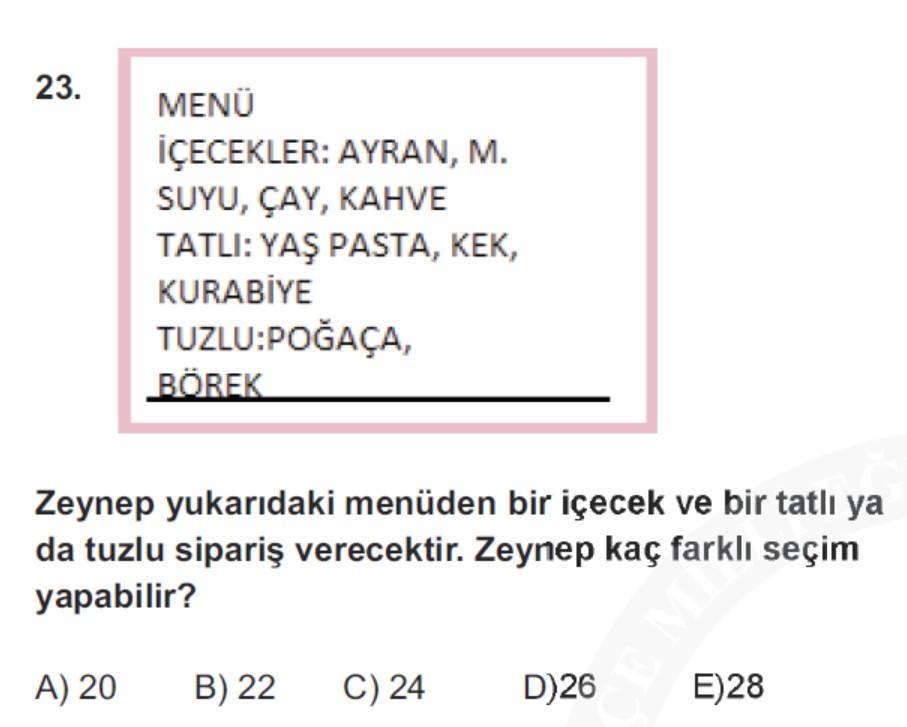 23.
MENÜ
İÇECEKLER: AYRAN, M.
SUYU, ÇAY, KAHVE
TATLI: YAŞ PASTA, KEK,
KURABİYE
TUZLU:POĞAÇA,
BÖREK
Zeynep yukarıdaki menüden bir içecek ve bir tatlı ya
da tuzlu sipariş verecektir. Zeynep kaç farklı seçim
yapabilir?
A) 20 B) 22 C) 24 D)26 E)28